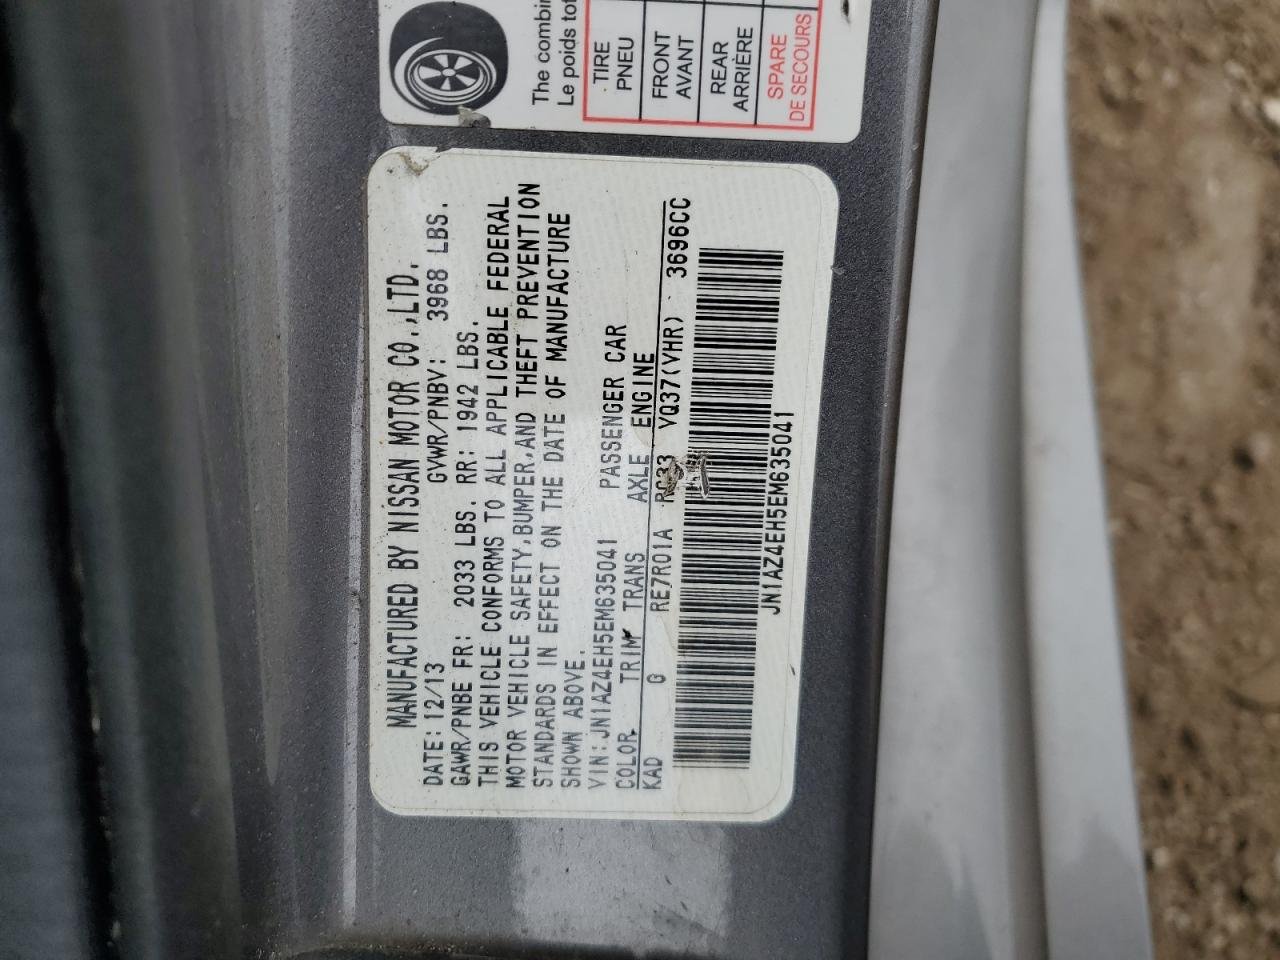 The combin
Le poids tot
TIRE
PNEU
FRONT
AVANT
REAR
ARRIÈRE
SPARE
DE SECOURS
MANUFACTURED BY NISSAN MOTOR CO.,LTD.
DATE: 12/13 GVWR/PNBV: 3968 LBS.
GAWR/PNBE FR: 2033 LBS. RR: 1942 LBS.
THIS VEHICLE CONFORMS TO ALL APPLICABLE FEDERAL
MOTOR VEHICLE SAFETY,BUMPER,AND THEFT PREVENTION
STANDARDS IN EFFECT ON THE DATE OF MANUFACTURE
SHOWN ABOVE.
VIN:JN1AZ4EH5EM635041 PASSENGER CAR
COLOR TRIM TRANS AXLE ENGINE
KAD G RE7R01A RC33 VQ37(VHR) 3696CC
JN1AZ4EH5EM635041